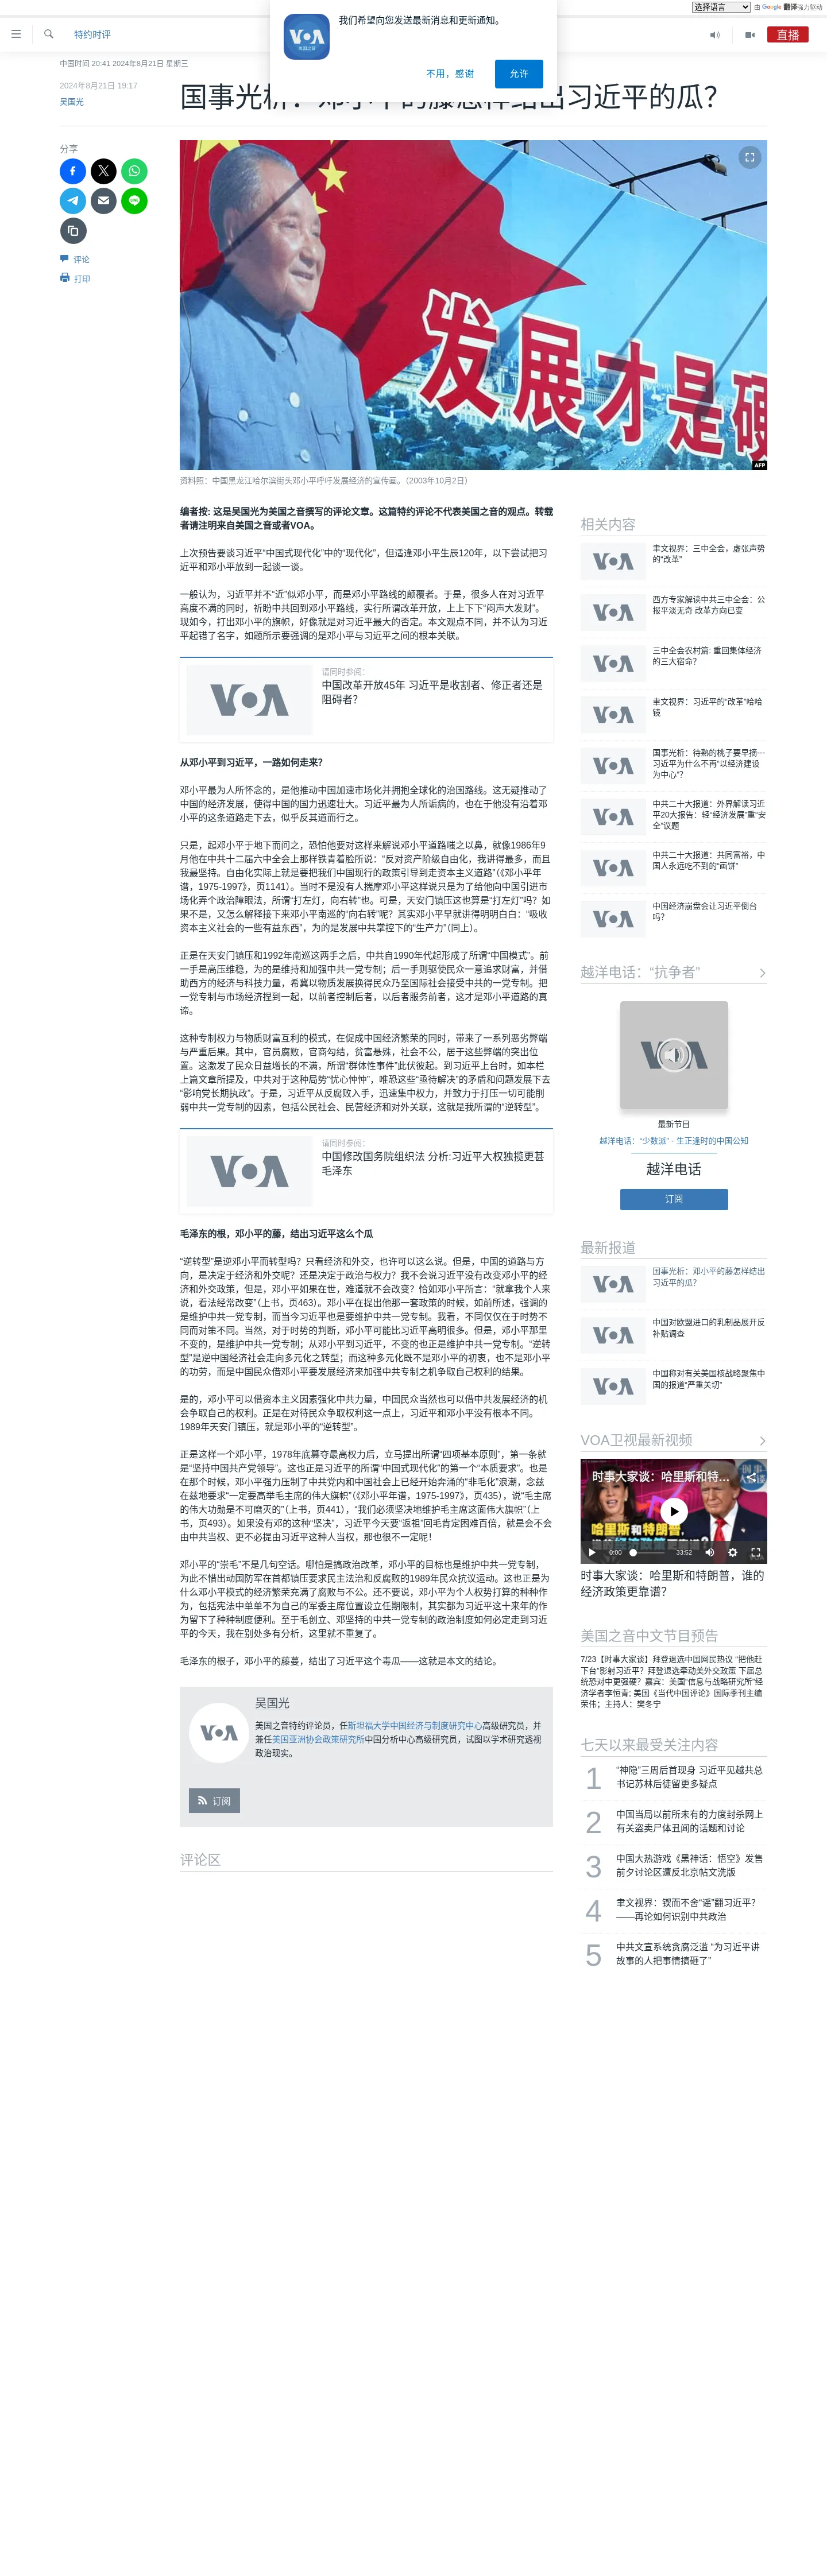 选择语言 由 Google 翻译强力驱动
我们希望向您发送最新消息和更新通知。
不用，感谢
允许
特约时评
直播
中国时间 20:41 2024年8月21日 星期三
2024年8月21日 19:17
吴国光
国事光析：邓小平的藤怎样结出习近平的瓜？
分享
评论
打印
发展才是硬
AFP
资料照：中国黑龙江哈尔滨街头邓小平呼吁发展经济的宣传画。（2003年10月2日）
编者按: 这是吴国光为美国之音撰写的评论文章。这篇特约评论不代表美国之音的观点。转载
者请注明来自美国之音或者VOA。
上次预告要谈习近平“中国式现代化”中的“现代化”，但适逢邓小平生辰120年，以下尝试把习
近平和邓小平放到一起谈一谈。
一般认为，习近平并不“近”似邓小平，而是邓小平路线的颠覆者。于是，很多人在对习近平
高度不满的同时，祈盼中共回到邓小平路线，实行所谓改革开放，上上下下“闷声大发财”。
现如今，打出邓小平的旗帜，好像就是对习近平最大的否定。本文观点不同，并不认为习近
平起错了名字，如题所示要强调的是邓小平与习近平之间的根本关联。
请同时参阅:
中国改革开放45年 习近平是收割者、修正者还是
阻碍者？
从邓小平到习近平，一路如何走来？
邓小平最为人所怀念的，是他推动中国加速市场化并拥抱全球化的治国路线。这无疑推动了
中国的经济发展，使得中国的国力迅速壮大。习近平最为人所诟病的，也在于他没有沿着邓
小平的这条道路走下去，似乎反其道而行之。
只是，起邓小平于地下而问之，恐怕他要对这样来解说邓小平道路嗤之以鼻，就像1986年9
月他在中共十二届六中全会上那样铁青着脸所说：“反对资产阶级自由化，我讲得最多，而且
我最坚持。自由化实际上就是要把我们中国现行的政策引导到走资本主义道路”（《邓小平年
谱，1975-1997》，页1141）。当时不是没有人揣摩邓小平这样说只是为了给他向中国引进市
场化弄个政治障眼法，所谓“打左灯，向右转”也。可是，天安门镇压这也算是“打左灯”吗？如
果不是，又怎么解释接下来邓小平南巡的“向右转”呢？其实邓小平早就讲得明明白白：“吸收
资本主义社会的一些有益东西”，为的是发展中共掌控下的“生产力”（同上）。
正是在天安门镇压和1992年南巡这两手之后，中共自1990年代起形成了所谓“中国模式”。前
一手是高压维稳，为的是维持和加强中共一党专制；后一手则驱使民众一意追求财富，并借
助西方的经济与科技力量，希冀以物质发展换得民众乃至国际社会接受中共的一党专制。把
一党专制与市场经济捏到一起，以前者控制后者，以后者服务前者，这才是邓小平道路的真
谛。
这种专制权力与物质财富互利的模式，在促成中国经济繁荣的同时，带来了一系列恶劣弊端
与严重后果。其中，官员腐败，官商勾结，贫富悬殊，社会不公，居于这些弊端的突出位
置。这激发了民众日益增长的不满，所谓“群体性事件”此伏彼起。到习近平上台时，如本栏
上篇文章所提及，中共对于这种局势“忧心忡忡”，唯恐这些“亟待解决”的矛盾和问题发展下去
“影响党长期执政”。于是，习近平从反腐败入手，迅速集中权力，并致力于打压一切可能削
弱中共一党专制的因素，包括公民社会、民营经济和对外关联，这就是我所谓的“逆转型”。
请同时参阅:
中国修改国务院组织法 分析:习近平大权独揽更甚
毛泽东
毛泽东的根，邓小平的藤，结出习近平这么个瓜
“逆转型”是逆邓小平而转型吗？只看经济和外交，也许可以这么说。但是，中国的道路与方
向，是决定于经济和外交呢？还是决定于政治与权力？我不会说习近平没有改变邓小平的经
济和外交政策，但是，邓小平如果在世，难道就不会改变？恰如邓小平所言：“就拿我个人来
说，看法经常改变”（上书，页463）。邓小平在提出他那一套政策的时候，如前所述，强调的
是维护中共一党专制，而当今习近平也是要维护中共一党专制。我看，不同仅仅在于时势不
同而对策不同。当然，对于时势的判断，邓小平可能比习近平高明很多。但是，邓小平那里
不变的，是维护中共一党专制；从邓小平到习近平，不变的也正是维护中共一党专制。“逆转
型”是逆中国经济社会走向多元化之转型；而这种多元化既不是邓小平的初衷，也不是邓小平
的功劳，而是中国民众借邓小平要发展经济来加强中共专制之机争取自己权利的结果。
是的，邓小平可以借资本主义因素强化中共力量，中国民众当然也可以借中共发展经济的机
会争取自己的权利。正是在对待民众争取权利这一点上，习近平和邓小平没有根本不同。
1989年天安门镇压，就是邓小平的“逆转型”。
正是这样一个邓小平，1978年底篡夺最高权力后，立马提出所谓“四项基本原则”，第一条就
是“坚持中国共产党领导”。这也正是习近平的所谓“中国式现代化”的第一个“本质要求”。也是
在那个时候，邓小平强力压制了中共党内和中国社会上已经开始奔涌的“非毛化”浪潮，念兹
在兹地要求“一定要高举毛主席的伟大旗帜”（《邓小平年谱，1975-1997》，页435），说“毛主席
的伟大功勋是不可磨灭的”（上书，页441），“我们必须坚决地维护毛主席这面伟大旗帜”（上
书，页493）。如果没有邓的这种“坚决”，习近平今天要“返祖”回毛肯定困难百倍，就是会不会
由中共当权、更不必提由习近平这种人当权，那也很不一定呢！
邓小平的“崇毛”不是几句空话。哪怕是搞政治改革，邓小平的目标也是维护中共一党专制，
为此不惜出动国防军在首都镇压要求民主法治和反腐败的1989年民众抗议运动。这也正是为
什么邓小平模式的经济繁荣充满了腐败与不公。还不要说，邓小平为个人权势打算的种种作
为，包括宪法中单单不为自己的军委主席位置设立任期限制，其实都为习近平这十来年的作
为留下了种种制度便利。至于毛创立、邓坚持的中共一党专制的政治制度如何必定走到习近
平的今天，我在别处多有分析，这里就不重复了。
毛泽东的根子，邓小平的藤蔓，结出了习近平这个毒瓜——这就是本文的结论。
吴国光
美国之音特约评论员，任斯坦福大学中国经济与制度研究中心高级研究员，并
兼任美国亚洲协会政策研究所中国分析中心高级研究员，试图以学术研究透视
政治现实。
订阅
评论区
相关内容
聿文视界：三中全会，虚张声势
的“改革”
西方专家解读中共三中全会：公
报平淡无奇 改革方向已变
三中全会农村篇: 重回集体经济
的三大宿命？
聿文视界：习近平的“改革”哈哈
镜
国事光析：待熟的桃子要早摘---
习近平为什么不再“以经济建设
为中心”？
中共二十大报道：外界解读习近
平20大报告：轻“经济发展”重“安
全”议题
中共二十大报道：共同富裕，中
国人永远吃不到的“画饼”
中国经济崩盘会让习近平倒台
吗？
越洋电话：“抗争者”
最新节目
越洋电话：“少数派” - 生正逢时的中国公知
越洋电话
订阅
最新报道
国事光析：邓小平的藤怎样结出
习近平的瓜？
中国对欧盟进口的乳制品展开反
补贴调查
中国称对有关美国核战略聚焦中
国的报道“严重关切”
VOA卫视最新视频
时事大家谈：哈里斯和特...
哈里斯和特朗普，
0:00 33:52
时事大家谈：哈里斯和特朗普，谁的
经济政策更靠谱？
美国之音中文节目预告
7/23【时事大家谈】拜登退选中国网民热议 “把他赶
下台”影射习近平？拜登退选牵动美外交政策 下届总
统恐对中更强硬？嘉宾：美国“信息与战略研究所”经
济学者李恒青; 美国《当代中国评论》国际季刊主编
荣伟；主持人：樊冬宁
七天以来最受关注内容
1 “神隐”三周后首现身 习近平见越共总
书记苏林后徒留更多疑点
2 中国当局以前所未有的力度封杀网上
有关盗卖尸体丑闻的话题和讨论
3 中国大热游戏《黑神话：悟空》发售
前夕讨论区遭反北京帖文洗版
4 聿文视界：锲而不舍“谣”翻习近平？
——再论如何识别中共政治
5 中共文宣系统贪腐泛滥 “为习近平讲
故事的人把事情搞砸了”